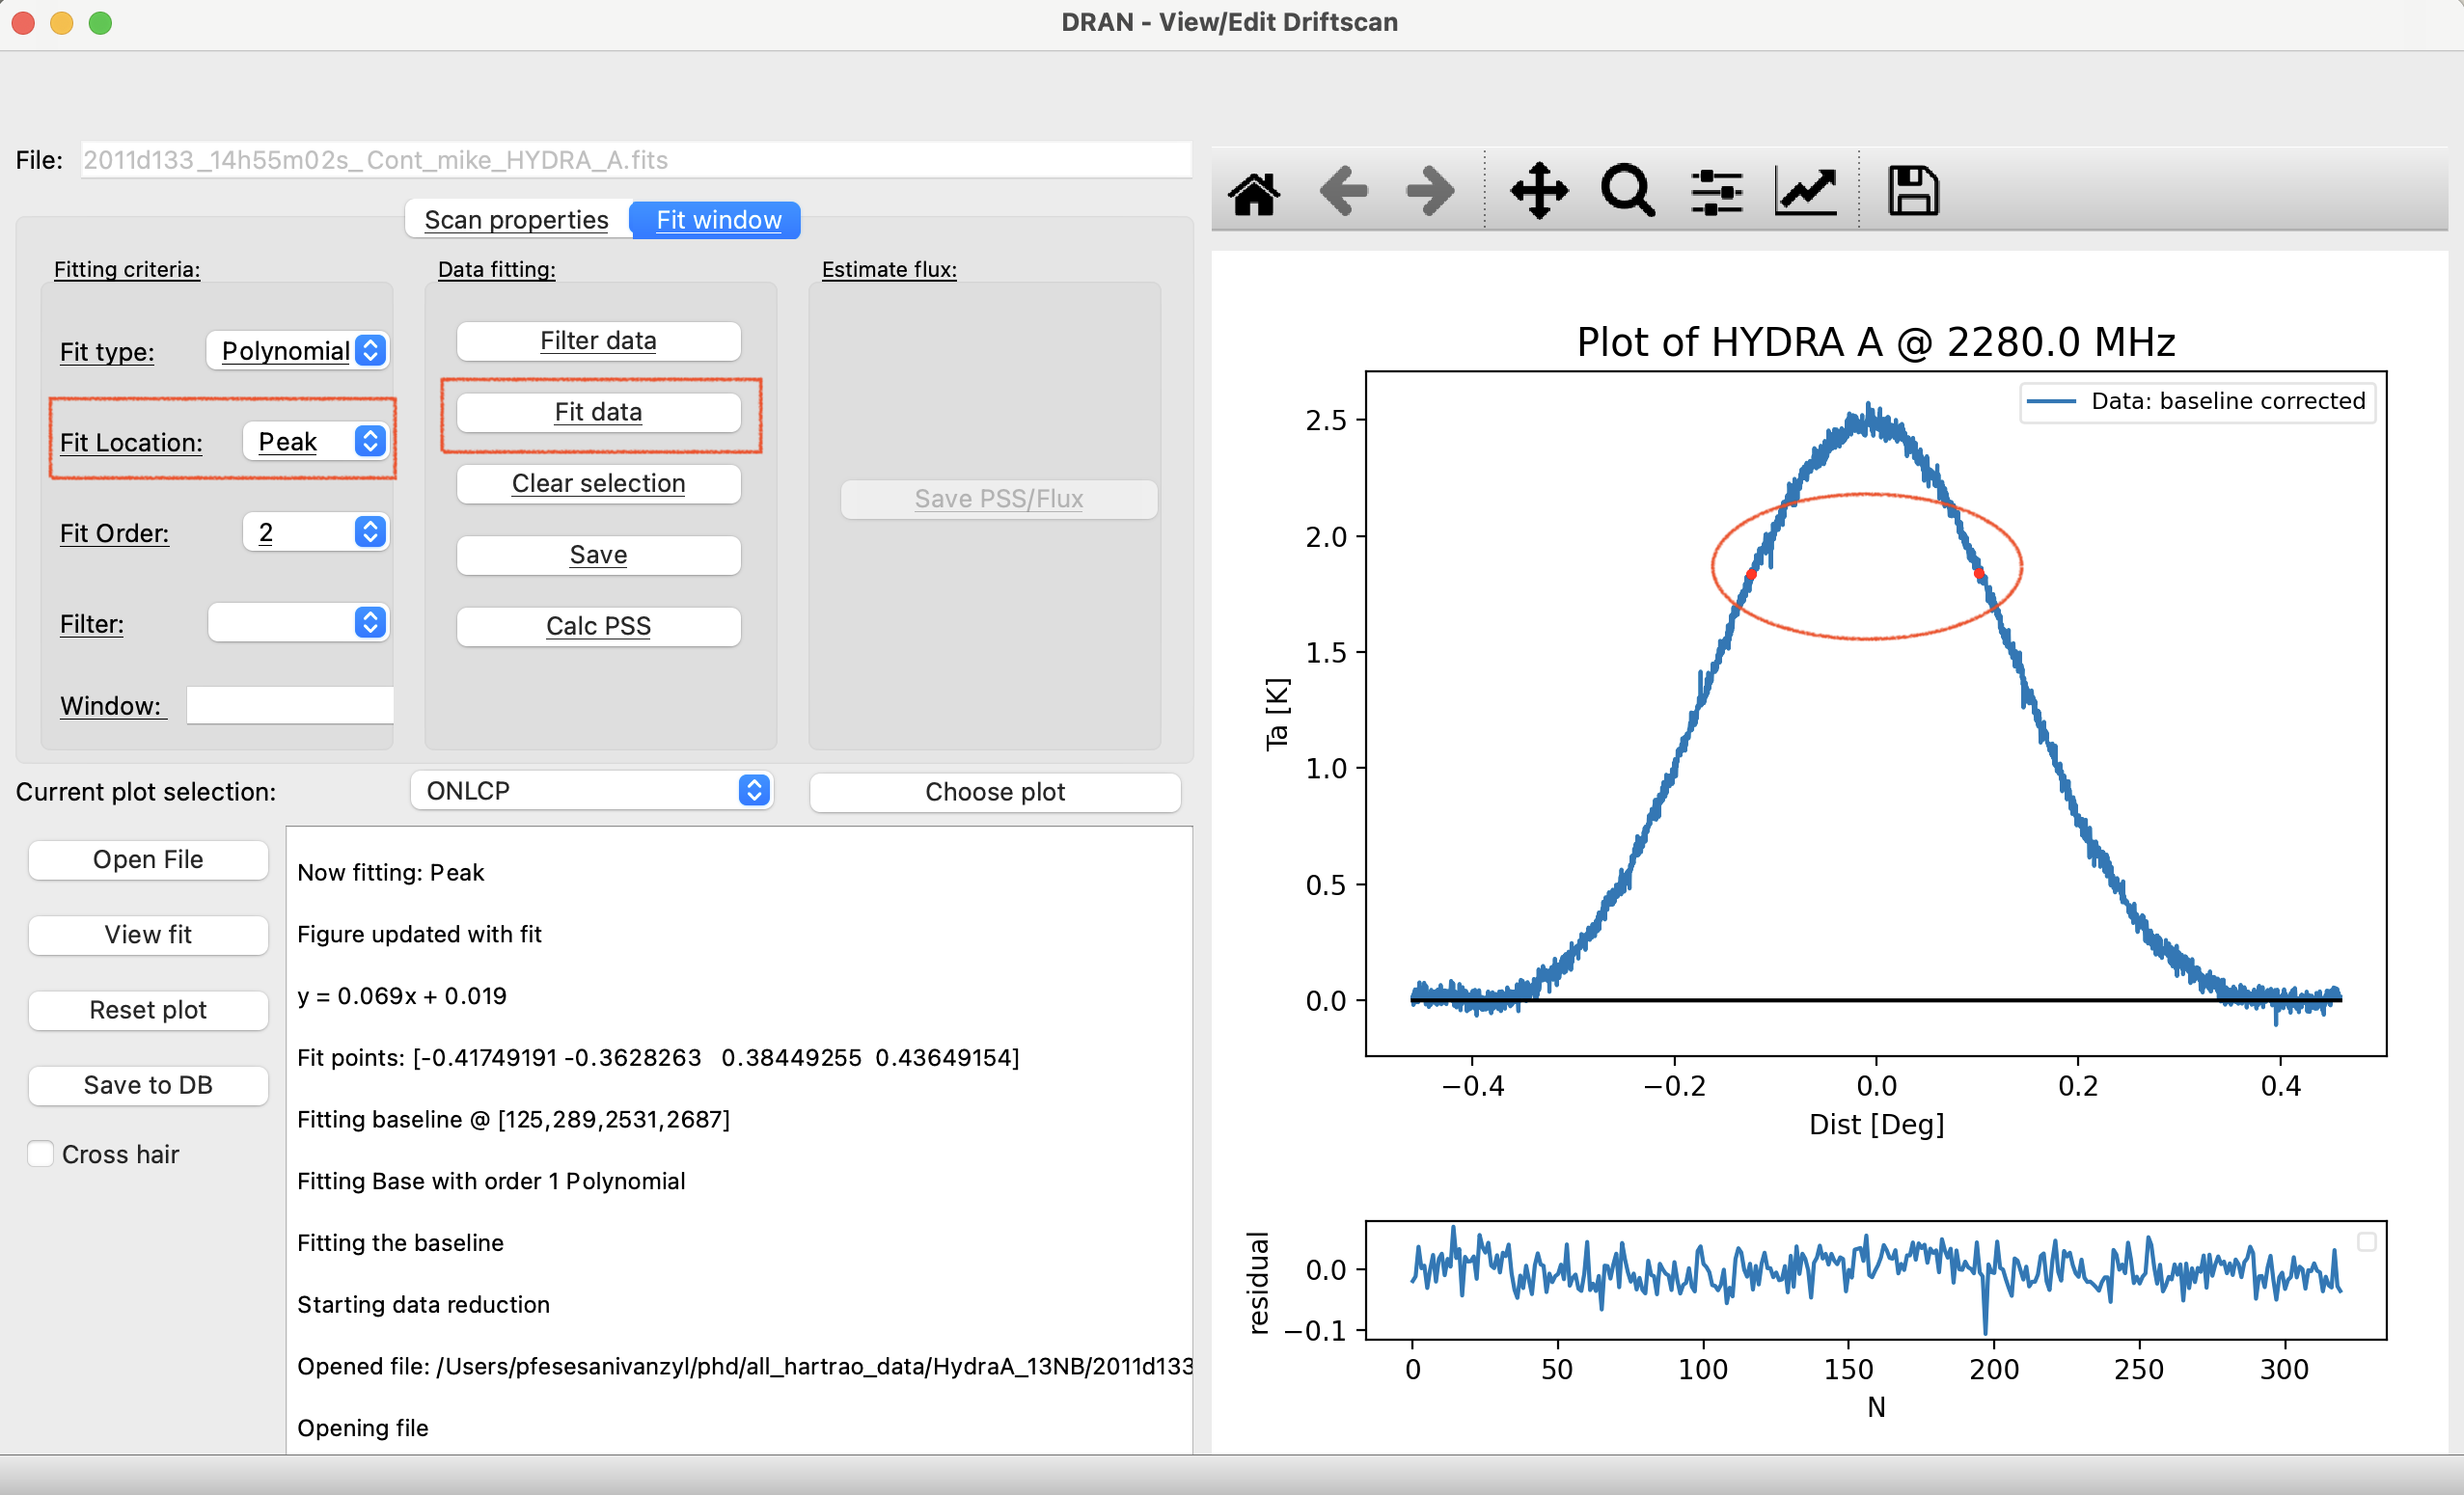 DRAN - View/Edit Driftscan
File: 2011d133_14h55m02s_Cont_mike_HYDRA_A.fits
Scan properties Fit window
Fitting criteria:
Fit type: Polynomial
Fit Location: Peak
Fit Order: 2
Filter:
Window:
Data fitting:
Filter data
Fit data
Clear selection
Save
Calc PSS
Estimate flux:
Save PSS/Flux
Current plot selection: ONLCP Choose plot
Open File
View fit
Reset plot
Save to DB
Cross hair
Now fitting: Peak
Figure updated with fit
y = 0.069x + 0.019
Fit points: [-0.41749191 -0.3628263 0.38449255 0.43649154]
Fitting baseline @ [125,289,2531,2687]
Fitting Base with order 1 Polynomial
Fitting the baseline
Starting data reduction
Opened file: /Users/pfesesanivanzyl/phd/all_hartrao_data/HydraA_13NB/2011d133
Opening file
Plot of HYDRA A @ 2280.0 MHz
Data: baseline corrected
2.5
2.0
1.5
1.0
0.5
0.0
Ta [K]
−0.4 −0.2 0.0 0.2 0.4
Dist [Deg]
0.0
−0.1
residual
0 50 100 150 200 250 300
N